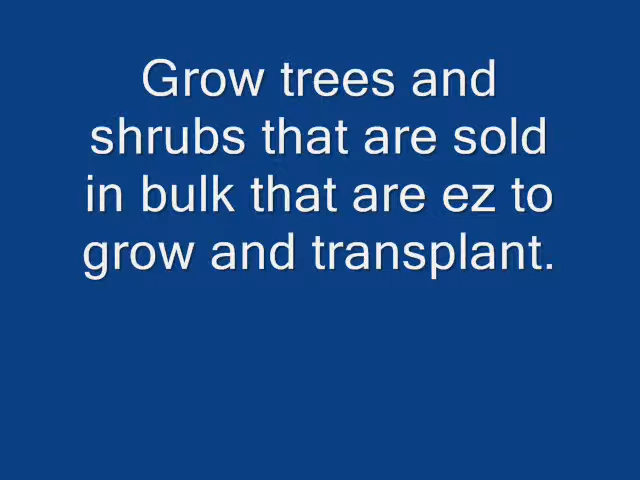 Grow trees and
shrubs that are sold
in bulk that are ez to
grow and transplant.